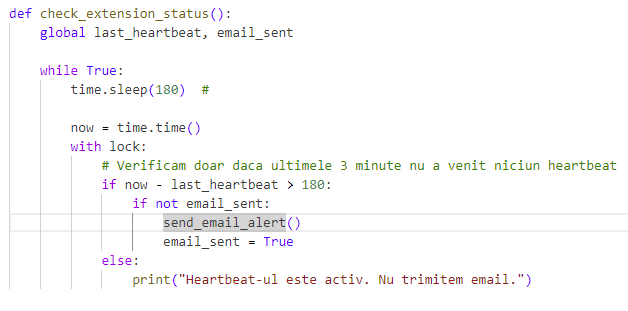 def check_extension_status():
    global last_heartbeat, email_sent

    while True:
        time.sleep(180)  #

        now = time.time()
        with lock:
            # Verificam doar daca ultimele 3 minute nu a venit niciun heartbeat
            if now - last_heartbeat > 180:
                if not email_sent:
                    send_email_alert()
                    email_sent = True
            else:
                print("Heartbeat-ul este activ. Nu trimitem email.")